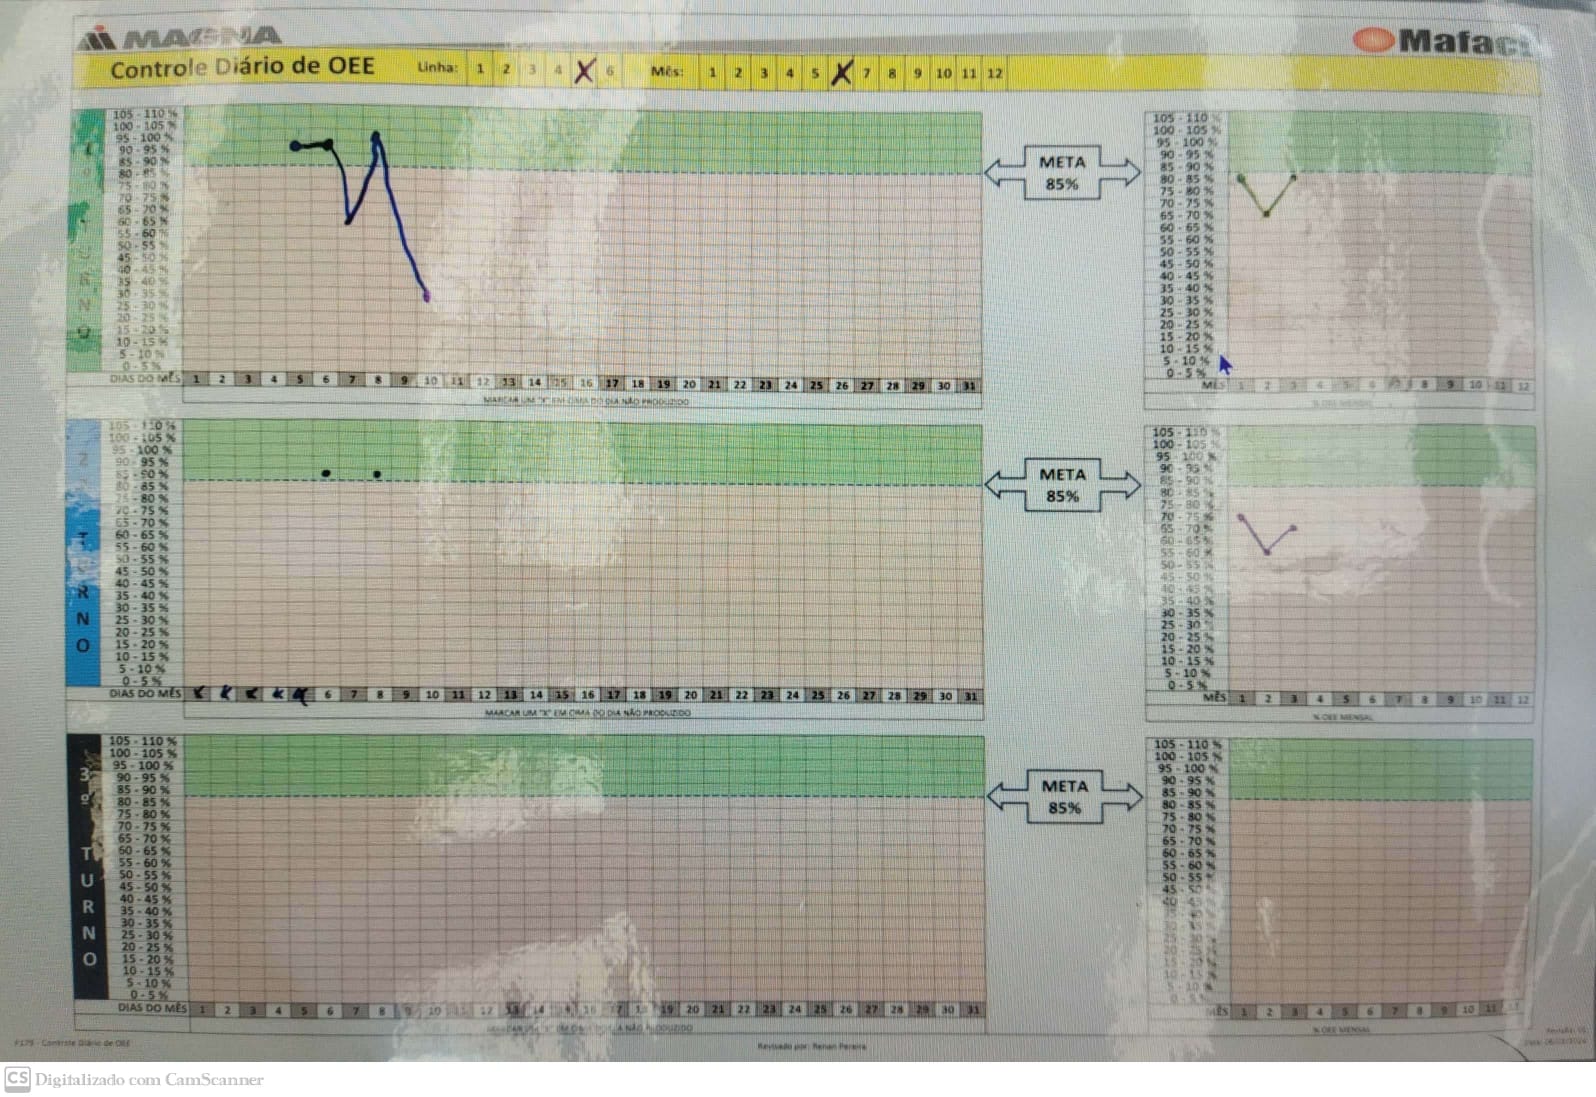 MAGNA
Mafact
Controle Diário de OEE Linha: 1 2 3 4 X 6 Mês: 1 2 3 4 5 X 7 8 9 10 11 12
105 - 110 %
100 - 105 %
95 - 100 %
90 - 95 %
85 - 90 %
80 - 85 %
75 - 80 %
70 - 75 %
65 - 70 %
60 - 65 %
55 - 60 %
50 - 55 %
45 - 50 %
40 - 45 %
35 - 40 %
30 - 35 %
25 - 30 %
20 - 25 %
15 - 20 %
10 - 15 %
5 - 10 %
0 - 5 %
DIAS DO MÊS 1 2 3 4 5 6 7 8 9 10 11 12 13 14 15 16 17 18 19 20 21 22 23 24 25 26 27 28 29 30 31
MARCAR UM "X" EM CIMA DO DIA NÃO PRODUZIDO
META
85%
105 - 110 %
100 - 105 %
95 - 100 %
90 - 95 %
85 - 90 %
80 - 85 %
75 - 80 %
70 - 75 %
65 - 70 %
60 - 65 %
55 - 60 %
50 - 55 %
45 - 50 %
40 - 45 %
35 - 40 %
30 - 35 %
25 - 30 %
20 - 25 %
15 - 20 %
10 - 15 %
5 - 10 %
0 - 5 %
MÊS 1 2 3 4 5 6 7 8 9 10 11 12
% OEE MENSAL
2 TURNO
105 - 110 %
100 - 105 %
95 - 100 %
90 - 95 %
85 - 90 %
80 - 85 %
75 - 80 %
70 - 75 %
65 - 70 %
60 - 65 %
55 - 60 %
50 - 55 %
45 - 50 %
40 - 45 %
35 - 40 %
30 - 35 %
25 - 30 %
20 - 25 %
15 - 20 %
10 - 15 %
5 - 10 %
0 - 5 %
DIAS DO MÊS 6 7 8 9 10 11 12 13 14 15 16 17 18 19 20 21 22 23 24 25 26 27 28 29 30 31
MARCAR UM "X" EM CIMA DO DIA NÃO PRODUZIDO
META
85%
105 - 110 %
100 - 105 %
95 - 100 %
90 - 95 %
85 - 90 %
80 - 85 %
75 - 80 %
70 - 75 %
65 - 70 %
60 - 65 %
55 - 60 %
50 - 55 %
45 - 50 %
40 - 45 %
35 - 40 %
30 - 35 %
25 - 30 %
20 - 25 %
15 - 20 %
10 - 15 %
5 - 10 %
0 - 5 %
MÊS 1 2 3 4 5 6 7 8 9 10 11 12
% OEE MENSAL
3º TURNO
105 - 110 %
100 - 105 %
95 - 100 %
90 - 95 %
85 - 90 %
80 - 85 %
75 - 80 %
70 - 75 %
65 - 70 %
60 - 65 %
55 - 60 %
50 - 55 %
45 - 50 %
40 - 45 %
35 - 40 %
30 - 35 %
25 - 30 %
20 - 25 %
15 - 20 %
10 - 15 %
5 - 10 %
0 - 5 %
DIAS DO MÊS 1 2 3 4 5 6 7 8 9 10 11 12 13 14 15 16 17 18 19 20 21 22 23 24 25 26 27 28 29 30 31
MARCAR UM "X" EM CIMA DO DIA NÃO PRODUZIDO
META
85%
105 - 110 %
100 - 105 %
95 - 100 %
90 - 95 %
85 - 90 %
80 - 85 %
75 - 80 %
70 - 75 %
65 - 70 %
60 - 65 %
55 - 60 %
50 - 55 %
45 - 50
MÊS 1 2 3 4 5 6 7 8 9 10 11
% OEE MENSAL
F179 - Controle Diário de OEE
Revisado por: Renan Pereira
CS Digitalizado com CamScanner